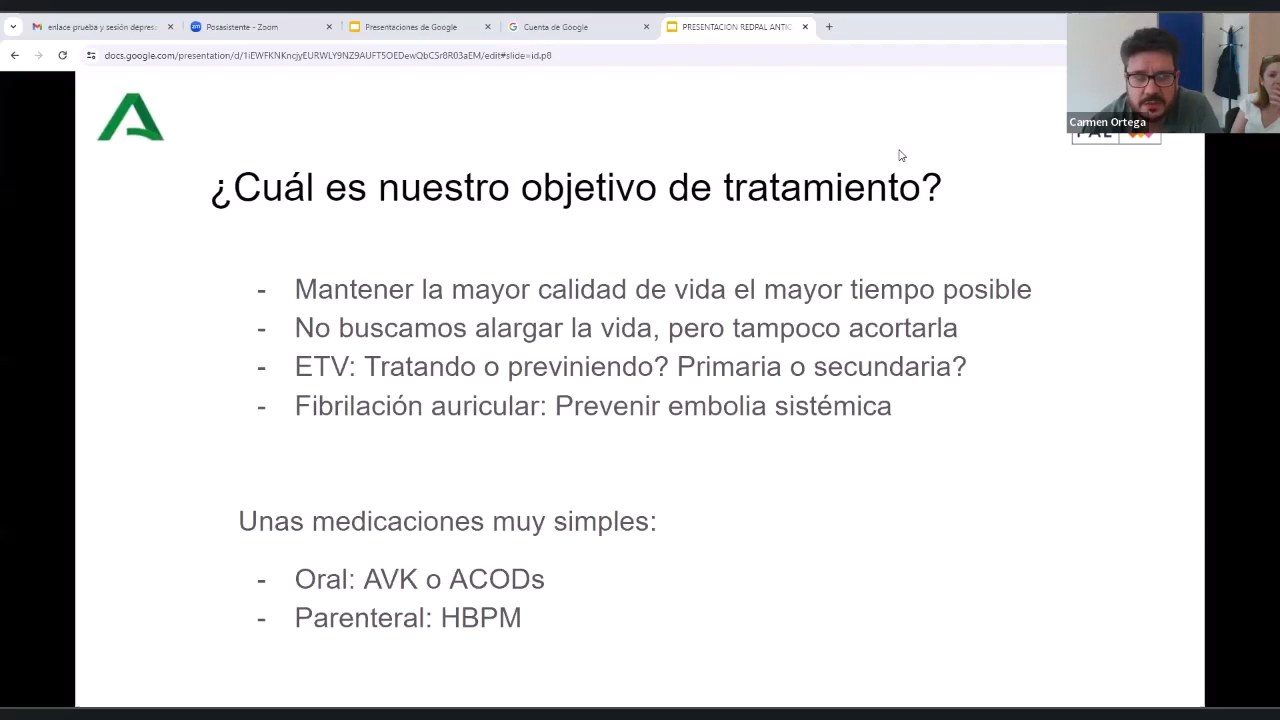 enlace prueba y sesión depres
Posasistente - Zoom
Presentaciones de Google
Cuenta de Google
PRESENTACION REDPAL ANTIC
docs.google.com/presentation/d/1iEWFKNKncjyEURWLY9NZ9AUFT5OEDewQbCSr8R03aEM/edit#slide=id.p8
Carmen Ortega
PAL
¿Cuál es nuestro objetivo de tratamiento?
- Mantener la mayor calidad de vida el mayor tiempo posible
- No buscamos alargar la vida, pero tampoco acortarla
- ETV: Tratando o previniendo? Primaria o secundaria?
- Fibrilación auricular: Prevenir embolia sistémica
Unas medicaciones muy simples:
- Oral: AVK o ACODs
- Parenteral: HBPM